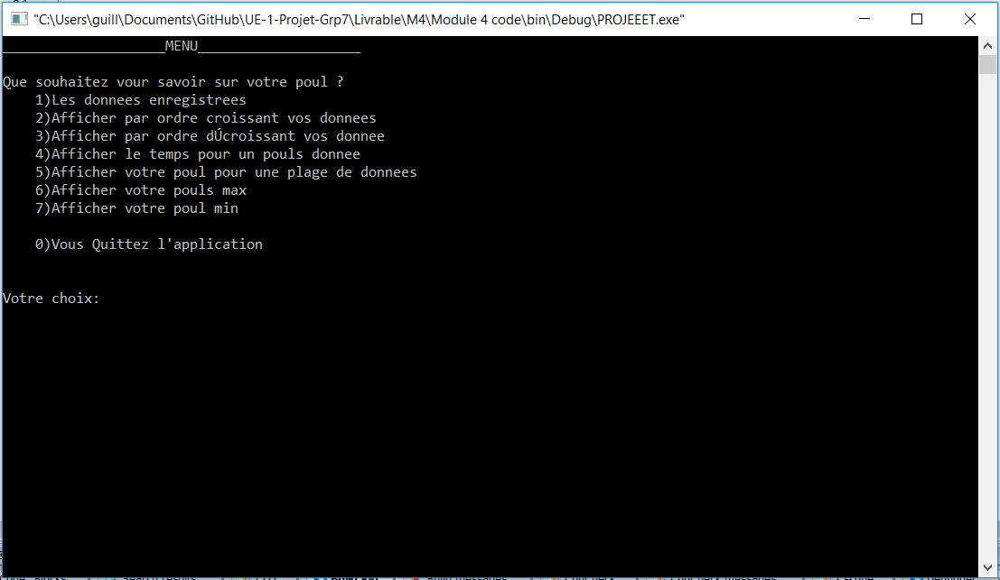 "C:\Users\guill\Documents\GitHub\UE-1-Projet-Grp7\Livrable\M4\Module 4 code\bin\Debug\PROJEEET.exe"
____________________MENU____________________
Que souhaitez vour savoir sur votre poul ?
1)Les donnees enregistrees
2)Afficher par ordre croissant vos donnees
3)Afficher par ordre dÚcroissant vos donnee
4)Afficher le temps pour un pouls donnee
5)Afficher votre poul pour une plage de donnees
6)Afficher votre pouls max
7)Afficher votre poul min
0)Vous Quittez l'application
Votre choix: